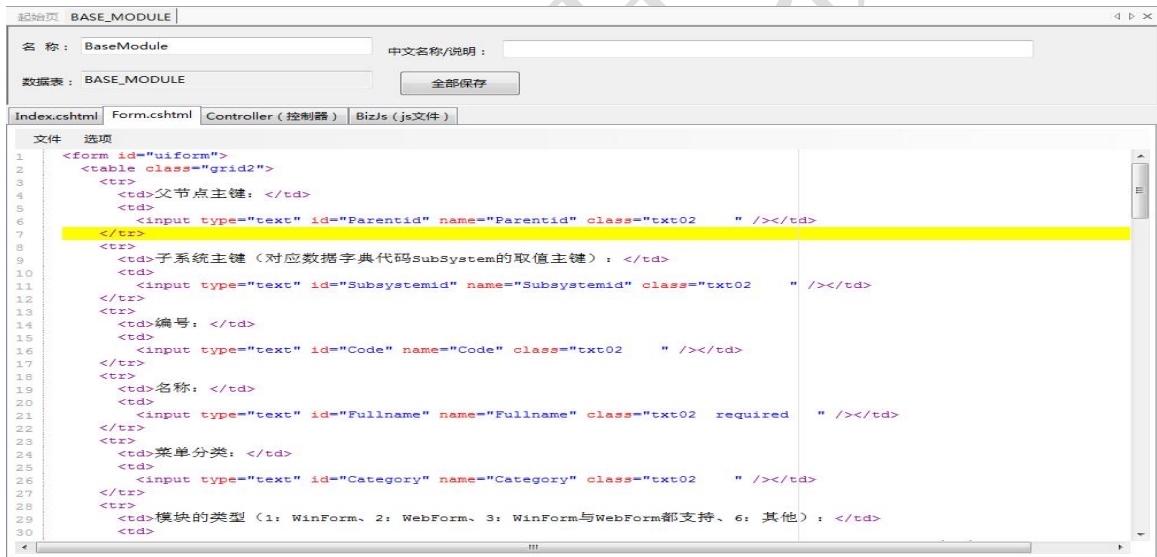 起始页 BASE_MODULE
名 称： BaseModule 中文名称/说明：
数据表： BASE_MODULE 全部保存
Index.cshtml Form.cshtml Controller（控制器） BizJs（js文件）
文件 选项
1 <form id="uiform">
2 <table class="grid2">
3 <tr>
4 <td>父节点主键：</td>
5 <td>
6 <input type="text" id="Parentid" name="Parentid" class="txt02    " /></td>
7 </tr>
8 <tr>
9 <td>子系统主键（对应数据字典代码SubSystem的取值主键）：</td>
10 <td>
11 <input type="text" id="Subsystemid" name="Subsystemid" class="txt02    " /></td>
12 </tr>
13 <tr>
14 <td>编号：</td>
15 <td>
16 <input type="text" id="Code" name="Code" class="txt02    " /></td>
17 </tr>
18 <tr>
19 <td>名称：</td>
20 <td>
21 <input type="text" id="Fullname" name="Fullname" class="txt02  required   " /></td>
22 </tr>
23 <tr>
24 <td>菜单分类：</td>
25 <td>
26 <input type="text" id="Category" name="Category" class="txt02    " /></td>
27 </tr>
28 <tr>
29 <td>模块的类型（1：WinForm、2：WebForm、3：WinForm与WebForm都支持、6：其他）：</td>
30 <td>